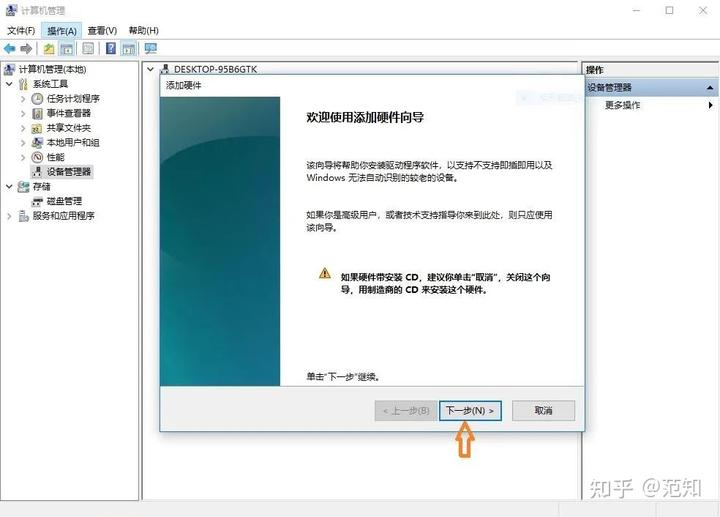 计算机管理
文件(F) 操作(A) 查看(V) 帮助(H)
计算机管理(本地)
系统工具
任务计划程序
事件查看器
共享文件夹
本地用户和组
性能
设备管理器
存储
磁盘管理
服务和应用程序
DESKTOP-95B6GTK
添加硬件
欢迎使用添加硬件向导
该向导将帮助你安装驱动程序软件，以支持不支持即插即用以及
Windows 无法自动识别的较老的设备。
如果你是高级用户，或者技术支持指导你来到此处，则只应使用
该向导。
如果硬件带安装 CD，建议你单击“取消”，关闭这个向
导，用制造商的 CD 来安装这个硬件。
单击“下一步”继续。
< 上一步(B) 下一步(N) > 取消
操作
设备管理器
更多操作
知乎 @范知